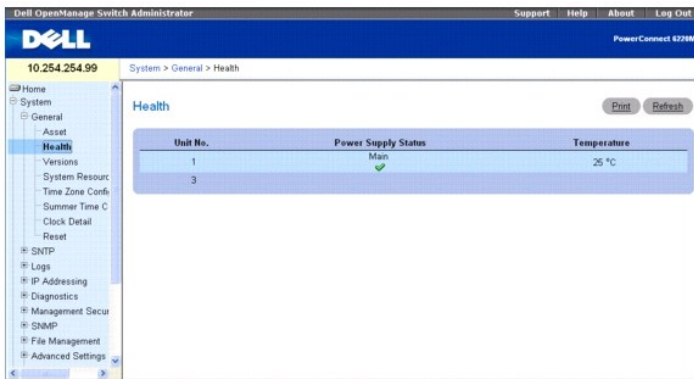 Dell OpenManage Switch Administrator
Support Help About Log Out
DELL
PowerConnect 6220M
10.254.254.99
System > General > Health
Home
System
General
Asset
Health
Versions
System Resourc
Time Zone Confi
Summer Time C
Clock Detail
Reset
SNTP
Logs
IP Addressing
Diagnostics
Management Secur
SNMP
File Management
Advanced Settings
Health
Print Refresh
Unit No. Power Supply Status Temperature
1 Main 25 °C
3